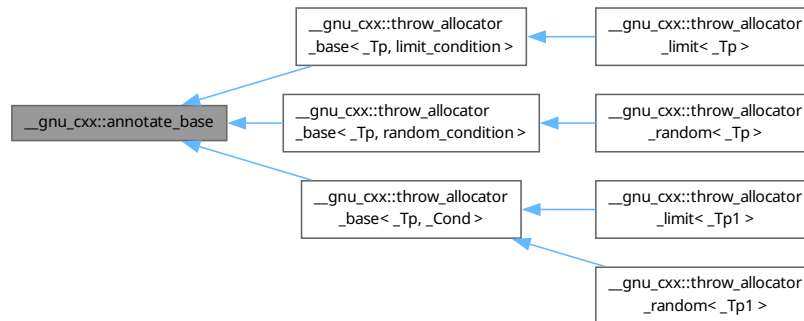 __gnu_cxx::throw_allocator
_base< _Tp, limit_condition >
__gnu_cxx::throw_allocator
_limit< _Tp >
__gnu_cxx::annotate_base
__gnu_cxx::throw_allocator
_base< _Tp, random_condition >
__gnu_cxx::throw_allocator
_random< _Tp >
__gnu_cxx::throw_allocator
_base< _Tp, _Cond >
__gnu_cxx::throw_allocator
_limit< _Tp1 >
__gnu_cxx::throw_allocator
_random< _Tp1 >